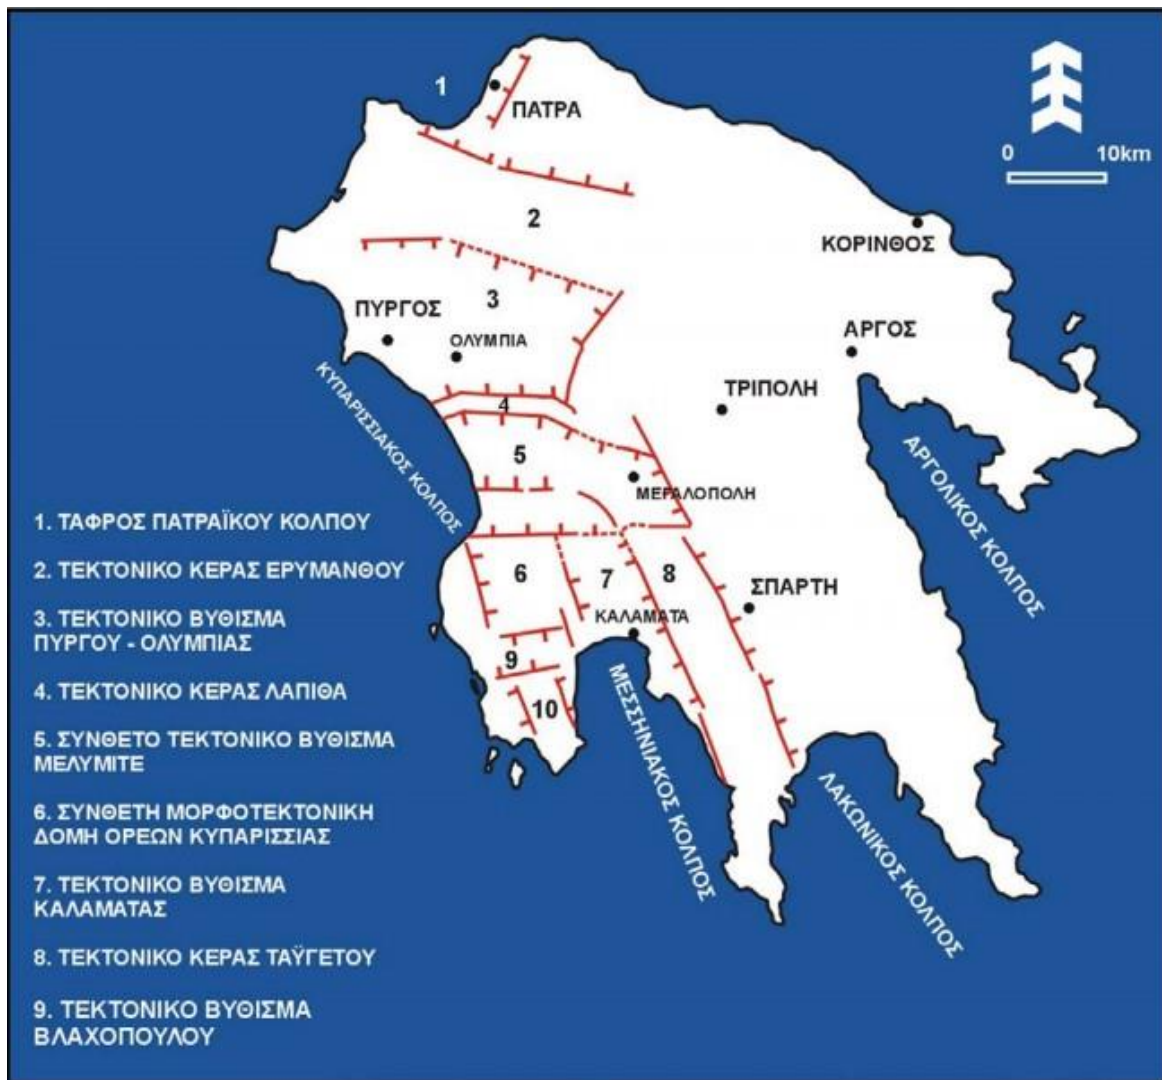 1
ΠΑΤΡΑ
0 10km
2
ΚΟΡΙΝΘΟΣ
3
ΠΥΡΓΟΣ
ΟΛΥΜΠΙΑ
ΑΡΓΟΣ
ΤΡΙΠΟΛΗ
4
ΚΥΠΑΡΙΣΣΙΑΚΟΣ ΚΟΛΠΟΣ
5
ΜΕΓΑΛΟΠΟΛΗ
ΑΡΓΟΛΙΚΟΣ ΚΟΛΠΟΣ
6
7
8
ΣΠΑΡΤΗ
ΚΑΛΑΜΑΤΑ
9
10
ΜΕΣΣΗΝΙΑΚΟΣ ΚΟΛΠΟΣ
ΛΑΚΩΝΙΚΟΣ ΚΟΛΠΟΣ
1. ΤΑΦΡΟΣ ΠΑΤΡΑΪΚΟΥ ΚΟΛΠΟΥ
2. ΤΕΚΤΟΝΙΚΟ ΚΕΡΑΣ ΕΡΥΜΑΝΘΟΥ
3. ΤΕΚΤΟΝΙΚΟ ΒΥΘΙΣΜΑ
ΠΥΡΓΟΥ - ΟΛΥΜΠΙΑΣ
4. ΤΕΚΤΟΝΙΚΟ ΚΕΡΑΣ ΛΑΠΙΘΑ
5. ΣΥΝΘΕΤΟ ΤΕΚΤΟΝΙΚΟ ΒΥΘΙΣΜΑ
ΜΕΛΥΜΙΤΕ
6. ΣΥΝΘΕΤΗ ΜΟΡΦΟΤΕΚΤΟΝΙΚΗ
ΔΟΜΗ ΟΡΕΩΝ ΚΥΠΑΡΙΣΣΙΑΣ
7. ΤΕΚΤΟΝΙΚΟ ΒΥΘΙΣΜΑ
ΚΑΛΑΜΑΤΑΣ
8. ΤΕΚΤΟΝΙΚΟ ΚΕΡΑΣ ΤΑΫΓΕΤΟΥ
9. ΤΕΚΤΟΝΙΚΟ ΒΥΘΙΣΜΑ
ΒΛΑΧΟΠΟΥΛΟΥ